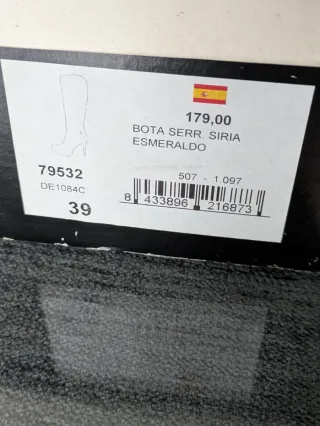 179,00
BOTA SERR. SIRIA
ESMERALDO
79532
DE1084C
39
507 - 1.097
8 433896 216873